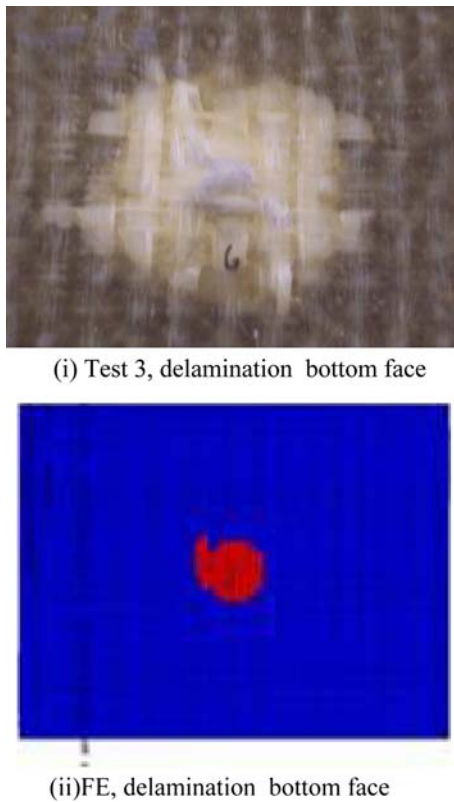 (i) Test 3, delamination bottom face
(ii)FE, delamination bottom face